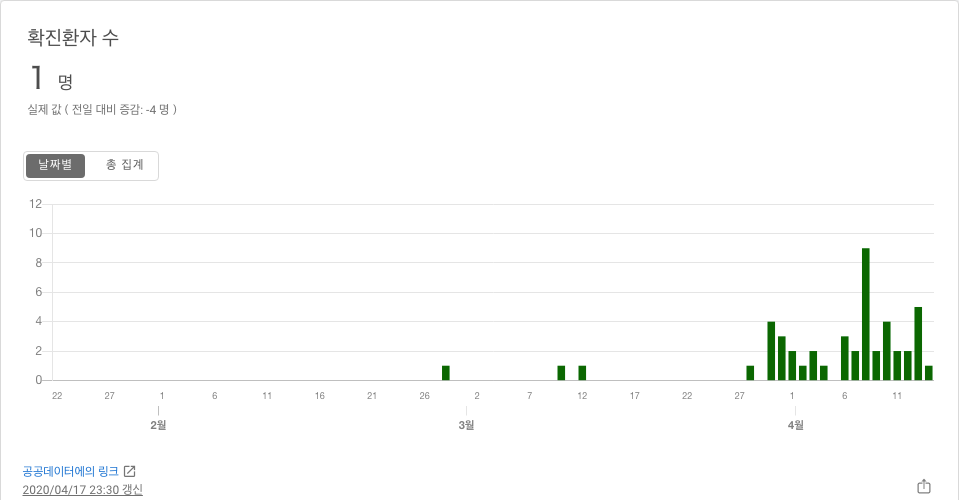 확진환자 수
1 명
실제 값 ( 전일 대비 증감: -4 명 )
날짜별 총 집계
12
10
8
6
4
2
0
22 27 1 6 11 16 21 26 2 7 12 17 22 27 1 6 11
2월 3월 4월
공공데이터에의 링크
2020/04/17 23:30 갱신